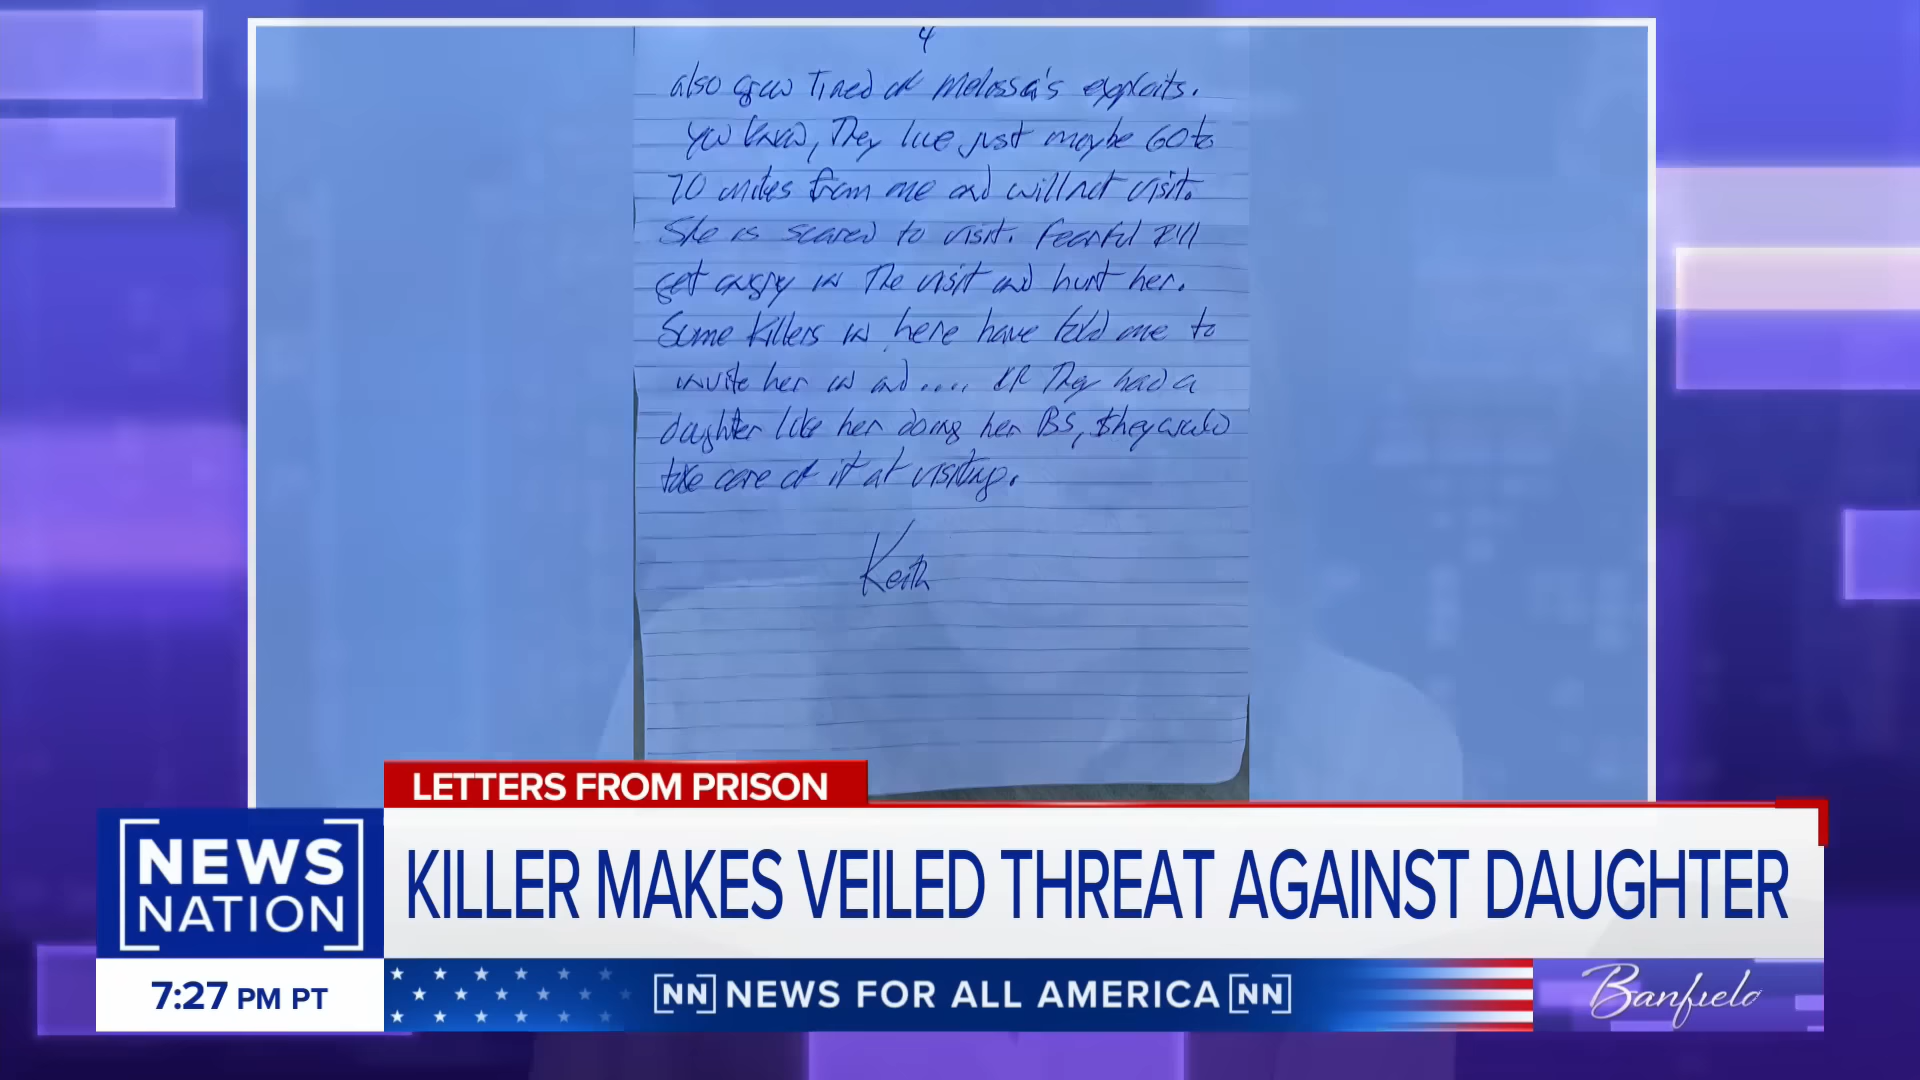 4
also grew Tired of Melossa's exploits.
you know, They live just maybe 60 to
70 miles from me and will not visit.
She is scared to visit. fearful I'll
get angry in The visit and hurt her.
Some killers in here have told me to
invite her in and.... If They had a
daughter like her doing her BS, they would
take care of it at visiting.
Keith
LETTERS FROM PRISON
NEWS NATION
KILLER MAKES VEILED THREAT AGAINST DAUGHTER
7:27 PM PT
NN NEWS FOR ALL AMERICA NN
Banfield